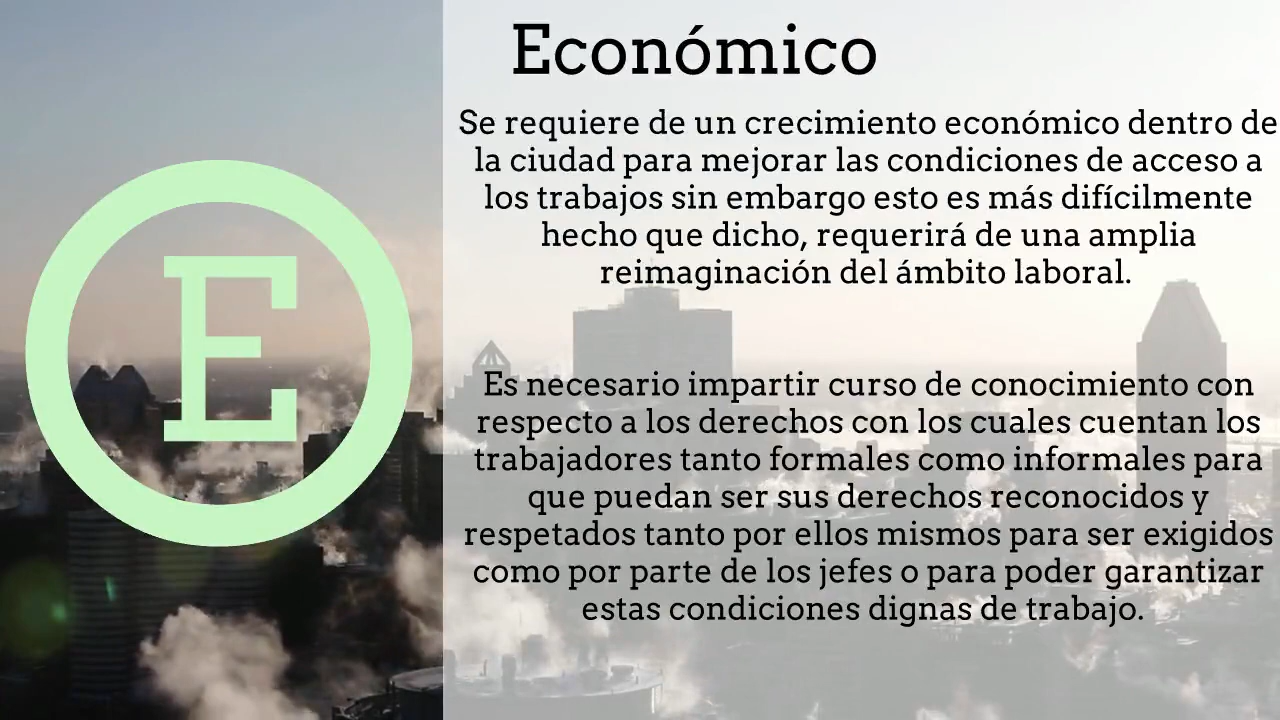 Económico
Se requiere de un crecimiento económico dentro de
la ciudad para mejorar las condiciones de acceso a
los trabajos sin embargo esto es más difícilmente
hecho que dicho, requerirá de una amplia
reimaginación del ámbito laboral.
E
Es necesario impartir curso de conocimiento con
respecto a los derechos con los cuales cuentan los
trabajadores tanto formales como informales para
que puedan ser sus derechos reconocidos y
respetados tanto por ellos mismos para ser exigidos
como por parte de los jefes o para poder garantizar
estas condiciones dignas de trabajo.